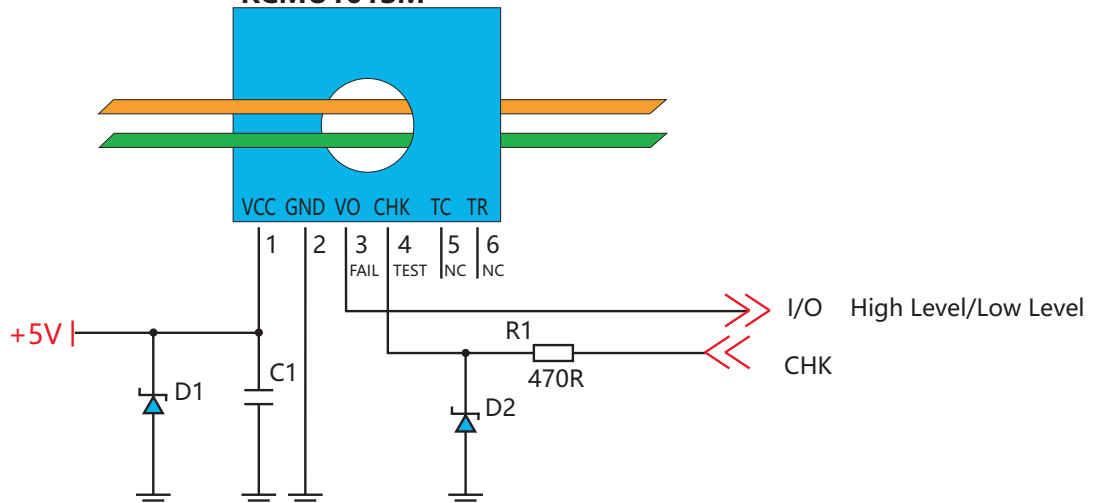 VCC GND VO CHK TC TR
1 2 3 4 5 6
FAIL TEST NC NC
I/O High Level/Low Level
+5V
R1
CHK
470R
C1
D1
D2